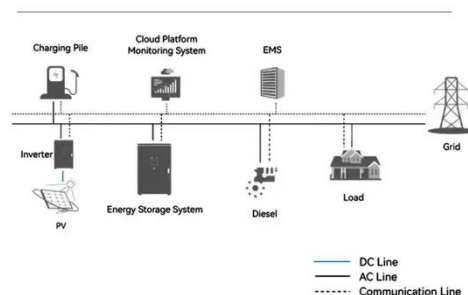 Charging Pile
Cloud Platform
Monitoring System
EMS
Grid
Inverter
PV
Energy Storage System
Diesel
Load
DC Line
AC Line
Communication Line